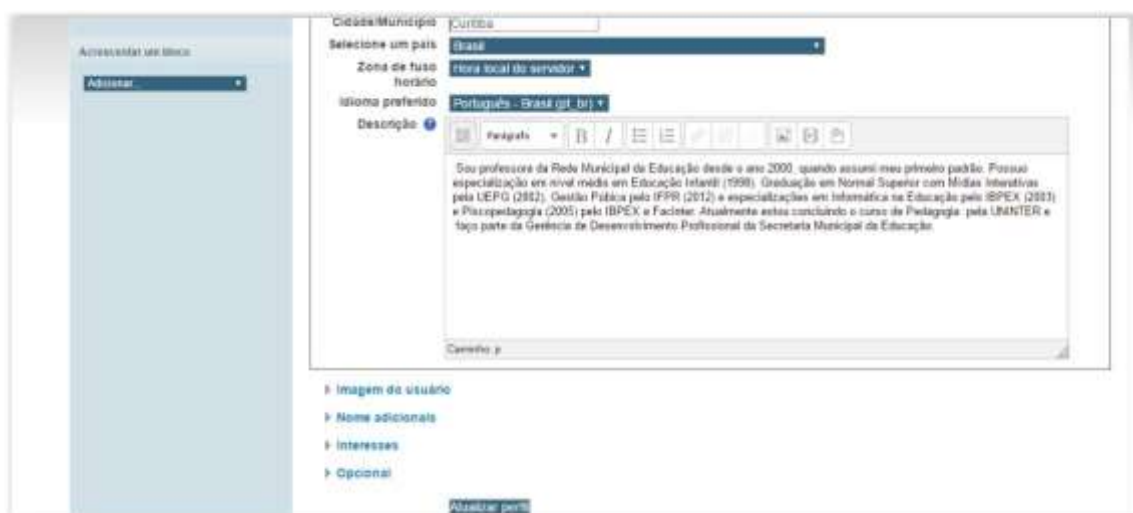 Cidade/Município Curitiba
Acrescentar um bloco
Selecione um país Brasil
Adicionar...
Zona de fuso horário Hora local do servidor
Idioma preferido Português - Brasil (pt_br)
Descrição
Parágrafo B I
Sou professora da Rede Municipal da Educação desde o ano 2000, quando assumi meu primeiro padrão. Possuo
especialização em nível médio em Educação Infantil (1998), Graduação em Normal Superior com Mídias Interativas
pela UEPG (2002), Gestão Pública pelo IFPR (2012) e especializações em Informática na Educação pelo IBPEX (2003)
e Piscopedagogia (2005) pelo IBPEX e Facinter. Atualmente estou concluindo o curso de Pedagogia pela UNINTER e
faço parte da Gerência de Desenvolvimento Profissional da Secretaria Municipal da Educação.
Caminho: p
Imagem do usuário
Nome adicionais
Interesses
Opcional
Atualizar perfil